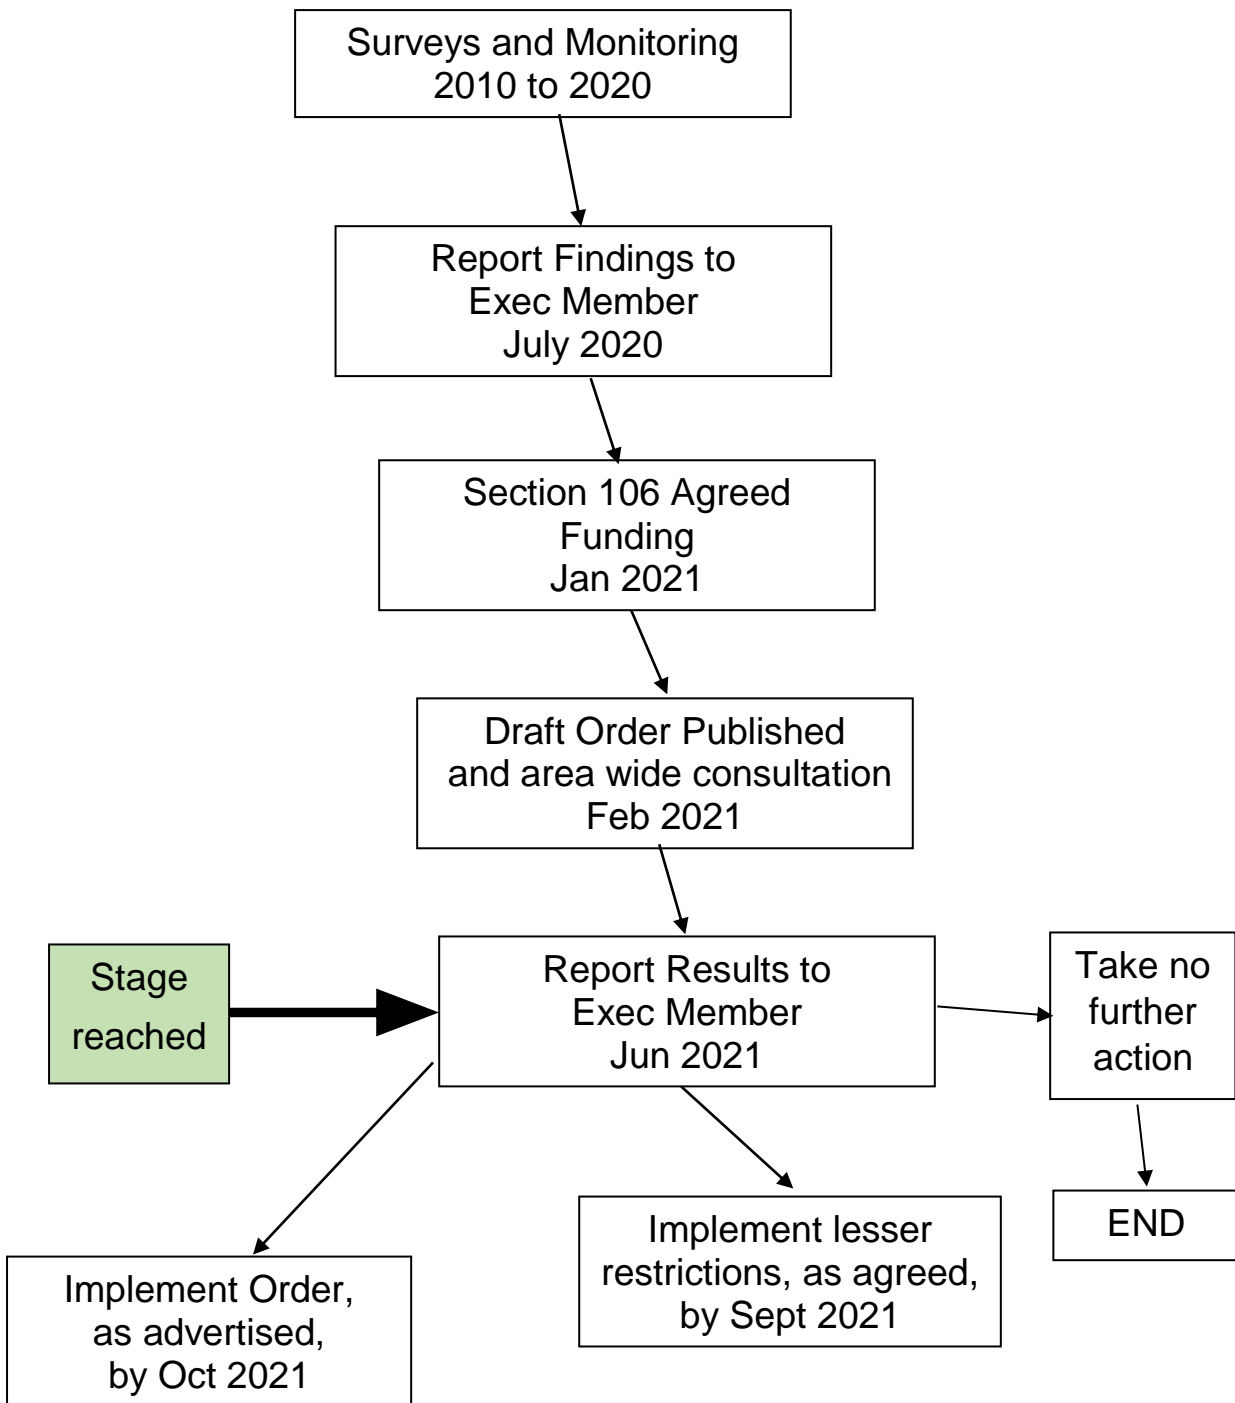 Surveys and Monitoring
2010 to 2020
Report Findings to
Exec Member
July 2020
Section 106 Agreed
Funding
Jan 2021
Draft Order Published
and area wide consultation
Feb 2021
Stage
reached
Report Results to
Exec Member
Jun 2021
Take no
further
action
END
Implement lesser
restrictions, as agreed,
by Sept 2021
Implement Order,
as advertised,
by Oct 2021